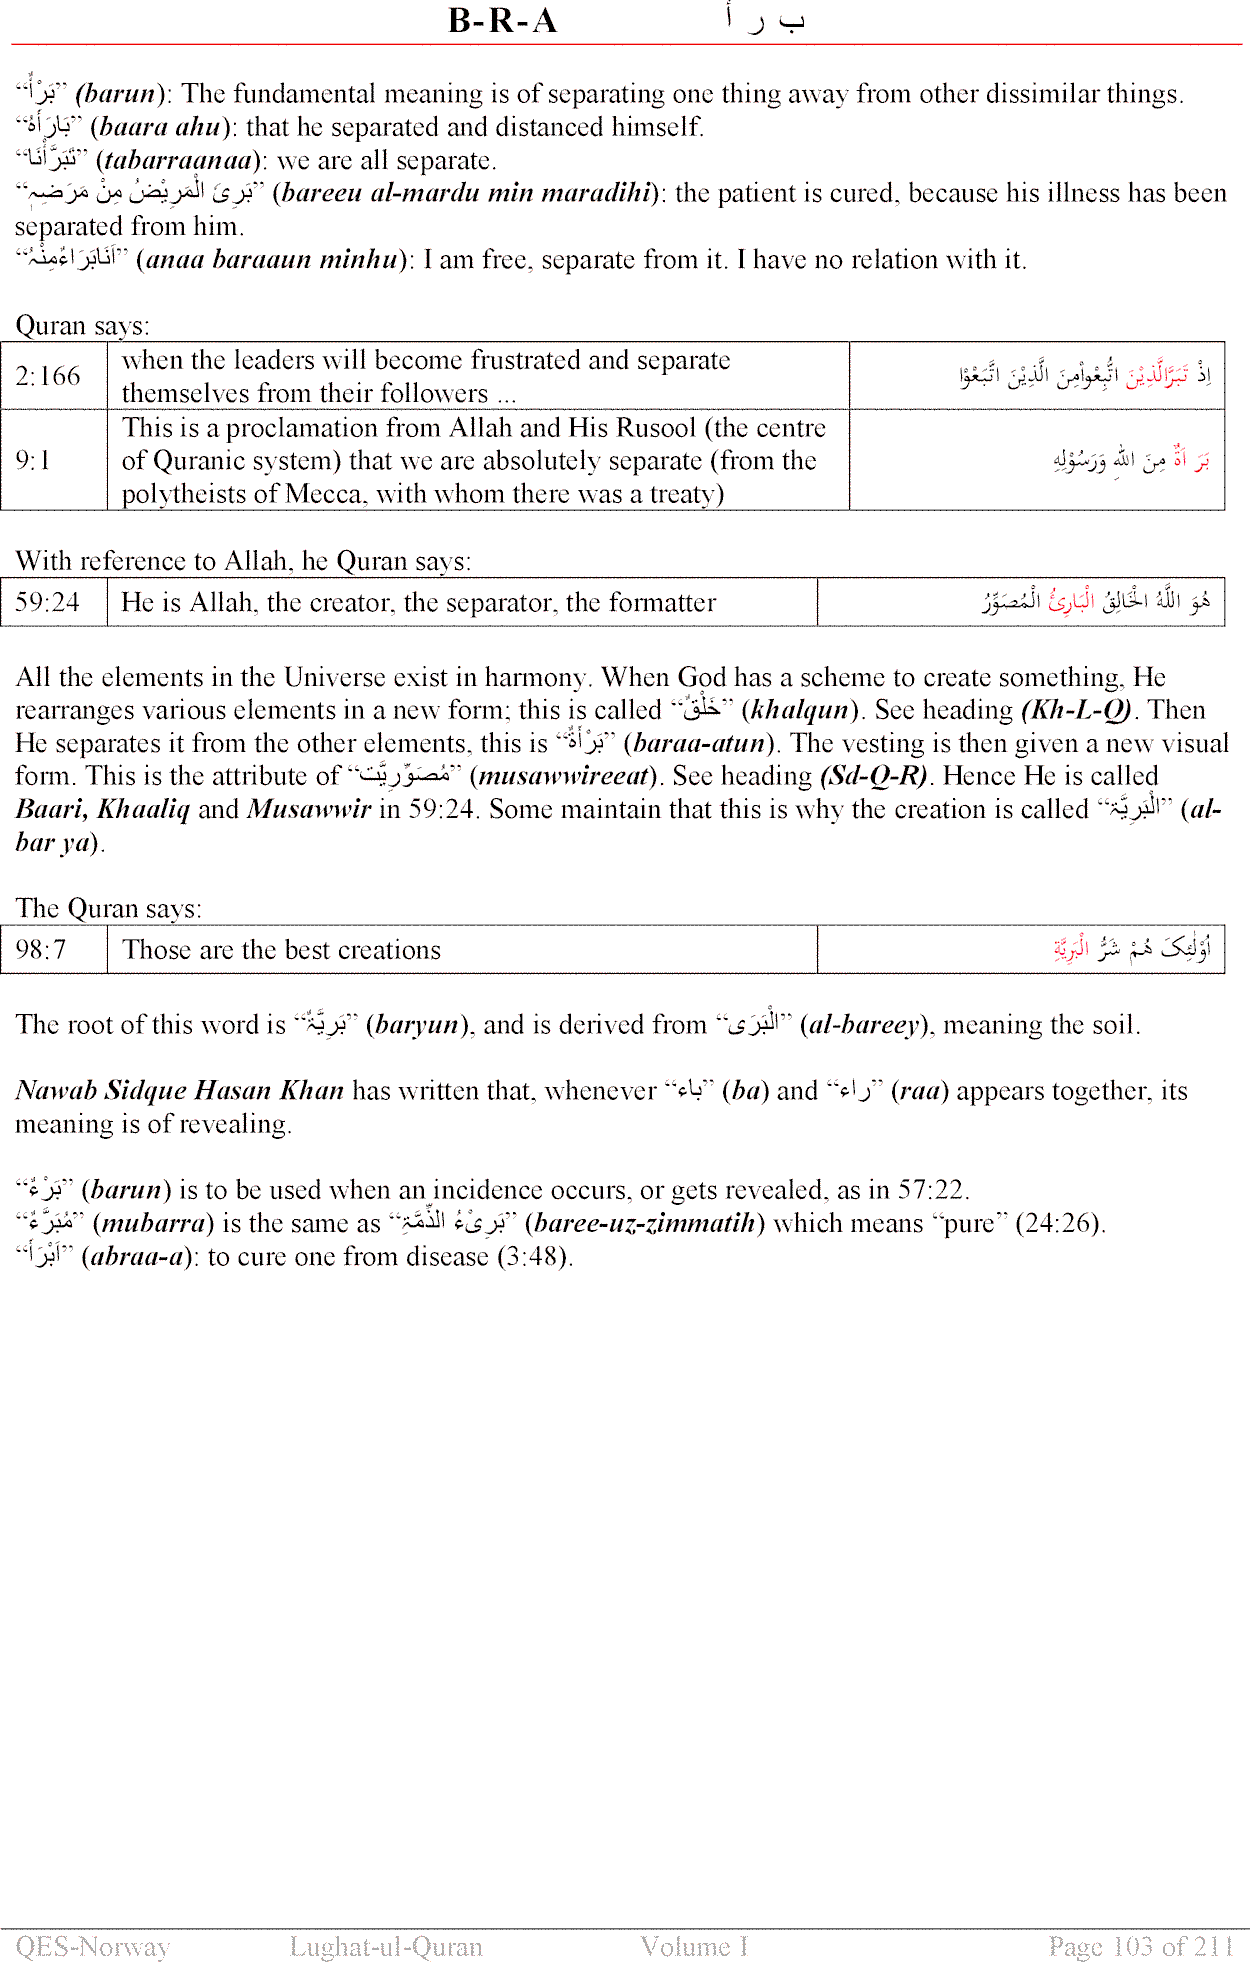 B-R-A ب ر أ
“بَرْأٌ” (barun): The fundamental meaning is of separating one thing away from other dissimilar things.
“بَارَأَہُ” (baara ahu): that he separated and distanced himself.
“تَبَرَّأْنَا” (tabarraanaa): we are all separate.
“بَرِیَ الْمَرِیْضُ مِنْ مَرَضِہٖ” (bareeu al-mardu min maradihi): the patient is cured, because his illness has been
separated from him.
“اَنَابَرَاءٌمِنْہُ” (anaa baraaun minhu): I am free, separate from it. I have no relation with it.
Quran says:
2:166 when the leaders will become frustrated and separate themselves from their followers ... اِذْ تَبَرَّالَّذِیْنَ اتُّبِعُواْمِنَ الَّذِیْنَ اتَّبَعُوْا
9:1 This is a proclamation from Allah and His Rusool (the centre of Quranic system) that we are absolutely separate (from the polytheists of Mecca, with whom there was a treaty) بَرَ اَۃٌ مِنَ اللہِ وَرَسُوْلِهِ
With reference to Allah, he Quran says:
59:24 He is Allah, the creator, the separator, the formatter هُوَ اللَّهُ الْخَالِقُ الْبَارِئُ الْمُصَوِّرُ
All the elements in the Universe exist in harmony. When God has a scheme to create something, He
rearranges various elements in a new form; this is called “خَلْقٌ” (khalqun). See heading (Kh-L-Q). Then
He separates it from the other elements, this is “بَرْأَۃٌ” (baraa-atun). The vesting is then given a new visual
form. This is the attribute of “مُصَوِّرِیَّت” (musawwireeat). See heading (Sd-Q-R). Hence He is called
Baari, Khaaliq and Musawwir in 59:24. Some maintain that this is why the creation is called “الْبَرِیَّۃ” (al-
bar ya).
The Quran says:
98:7 Those are the best creations اُوْلٰئِکَ هُمْ شَرُّ الْبَرِیَّةِ
The root of this word is “بَرِیَّۃٌ” (baryun), and is derived from “الْبَرَی” (al-bareey), meaning the soil.
Nawab Sidque Hasan Khan has written that, whenever “باء” (ba) and “راء” (raa) appears together, its
meaning is of revealing.
“بَرْءٌ” (barun) is to be used when an incidence occurs, or gets revealed, as in 57:22.
“مُبَرَّءٌ” (mubarra) is the same as “بَرِیْءُ الذِّمَّۃِ” (baree-uz-zimmatih) which means “pure” (24:26).
“اَبْرَأَ” (abraa-a): to cure one from disease (3:48).
QES-Norway Lughat-ul-Quran Volume I Page 103 of 211